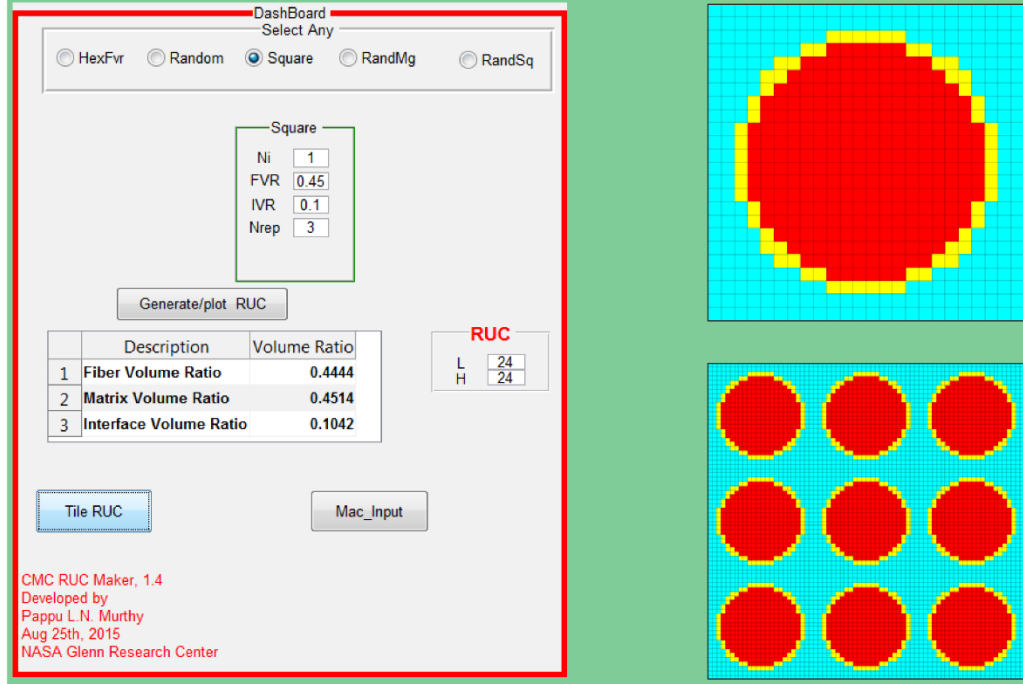 DashBoard
Select Any
HexFvr Random Square RandMg RandSq
Square
Ni 1
FVR 0.45
IVR 0.1
Nrep 3
Generate/plot RUC
Description Volume Ratio
1 Fiber Volume Ratio 0.4444
2 Matrix Volume Ratio 0.4514
3 Interface Volume Ratio 0.1042
RUC
L 24
H 24
Tile RUC
Mac_Input
CMC RUC Maker, 1.4
Developed by
Pappu L.N. Murthy
Aug 25th, 2015
NASA Glenn Research Center